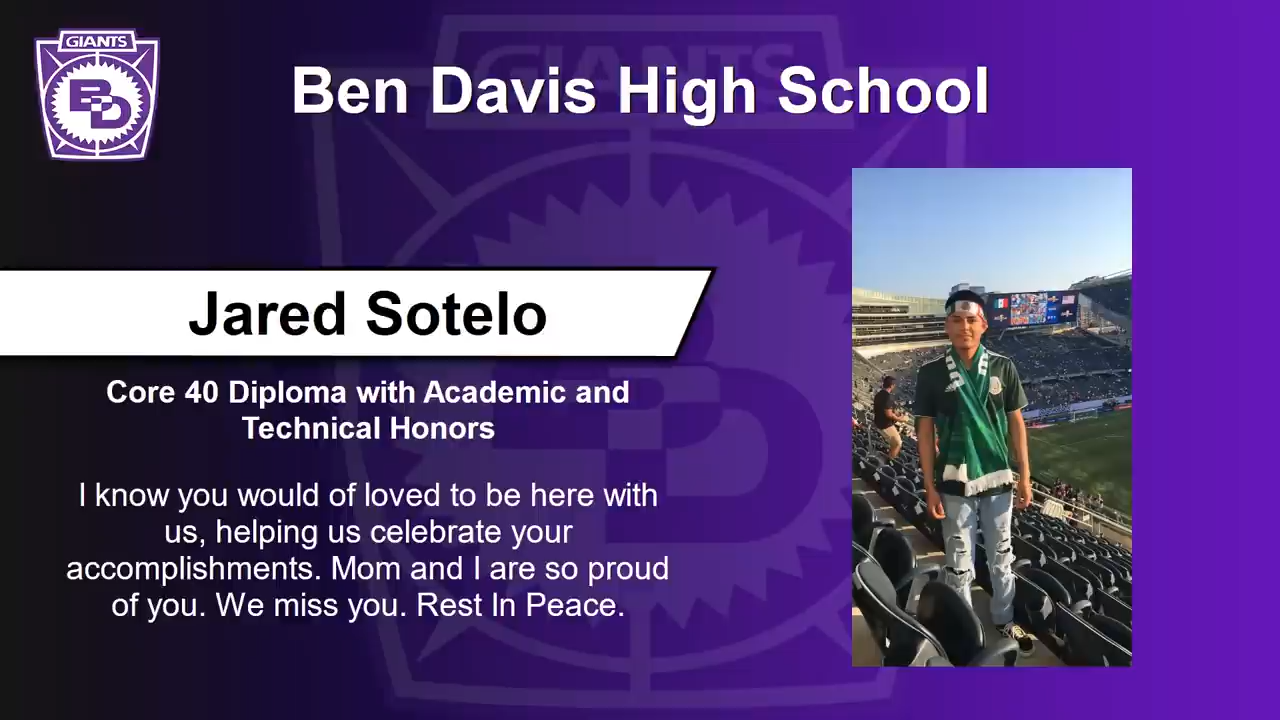 GIANTS
BD
GIANTS
Ben Davis High School
Jared Sotelo
Core 40 Diploma with Academic and
Technical Honors
I know you would of loved to be here with
us, helping us celebrate your
accomplishments. Mom and I are so proud
of you. We miss you. Rest In Peace.
BD